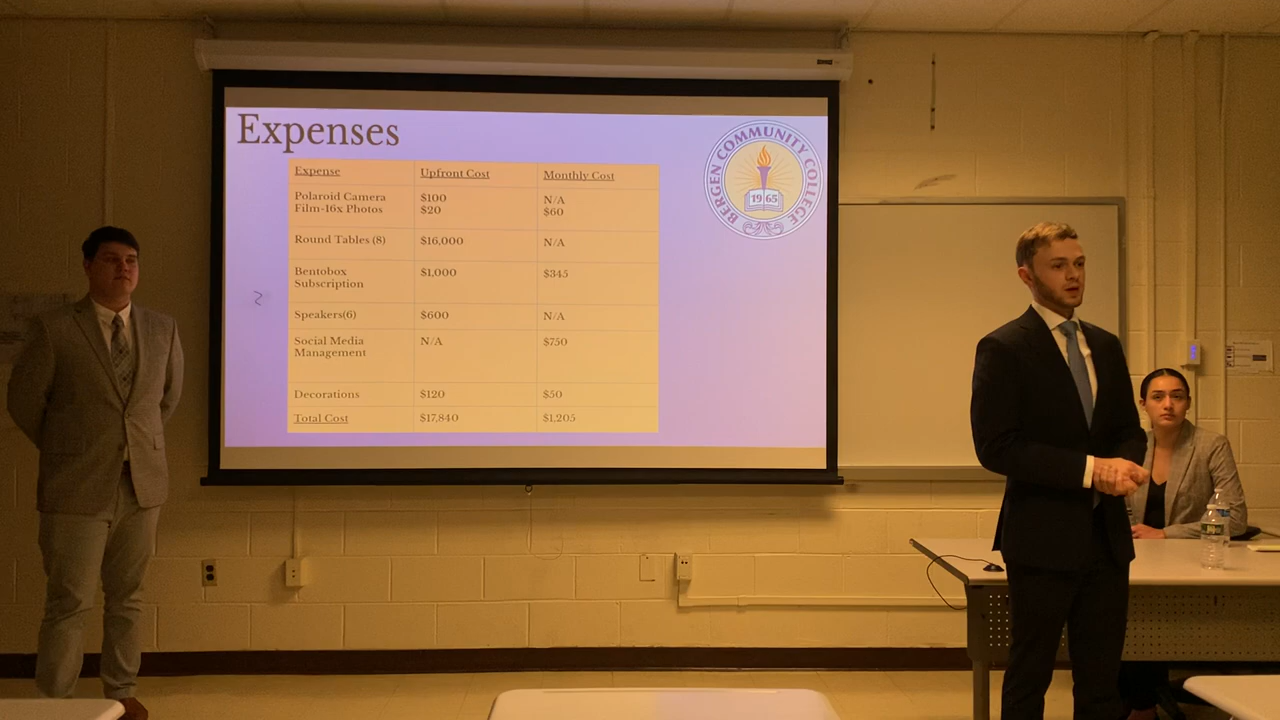 Expenses
BERGEN COMMUNITY COLLEGE
1965
Expense Upfront Cost Monthly Cost
Polaroid Camera $100 N/A
Film-16x Photos $20 $60
Round Tables (8) $16,000 N/A
Bentobox $1,000 $345
Subscription
Speakers(6) $600 N/A
Social Media N/A $750
Management
Decorations $120 $50
Total Cost $17,840 $1,205